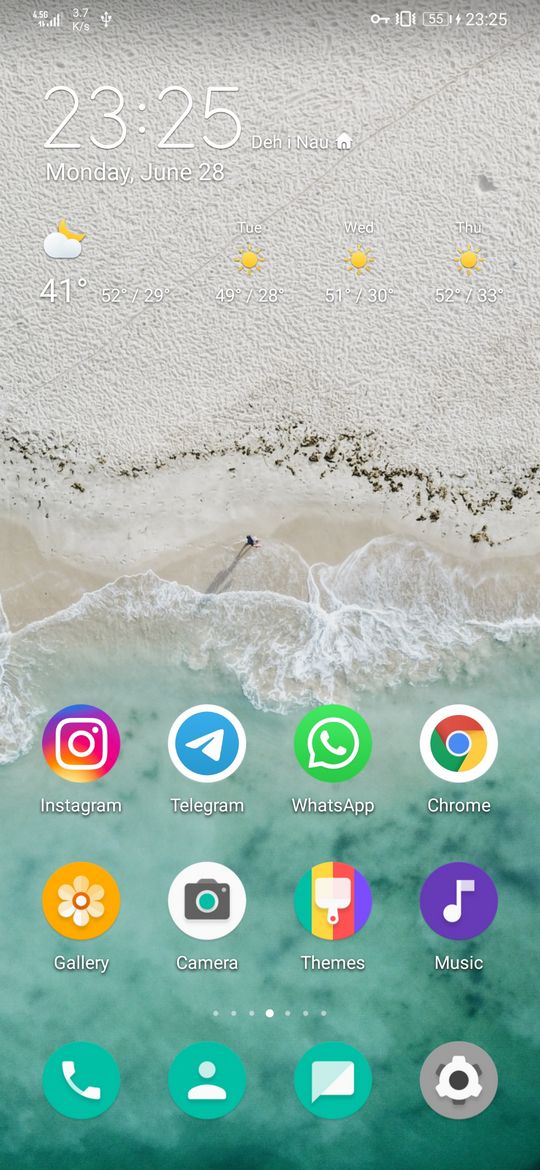 4.5G
3.7
K/s
55
23:25
23:25
Deh i Nau
Monday, June 28
Tue
Wed
Thu
41° 52° / 29°
49° / 28°
51° / 30°
52° / 33°
Instagram
Telegram
WhatsApp
Chrome
Gallery
Camera
Themes
Music